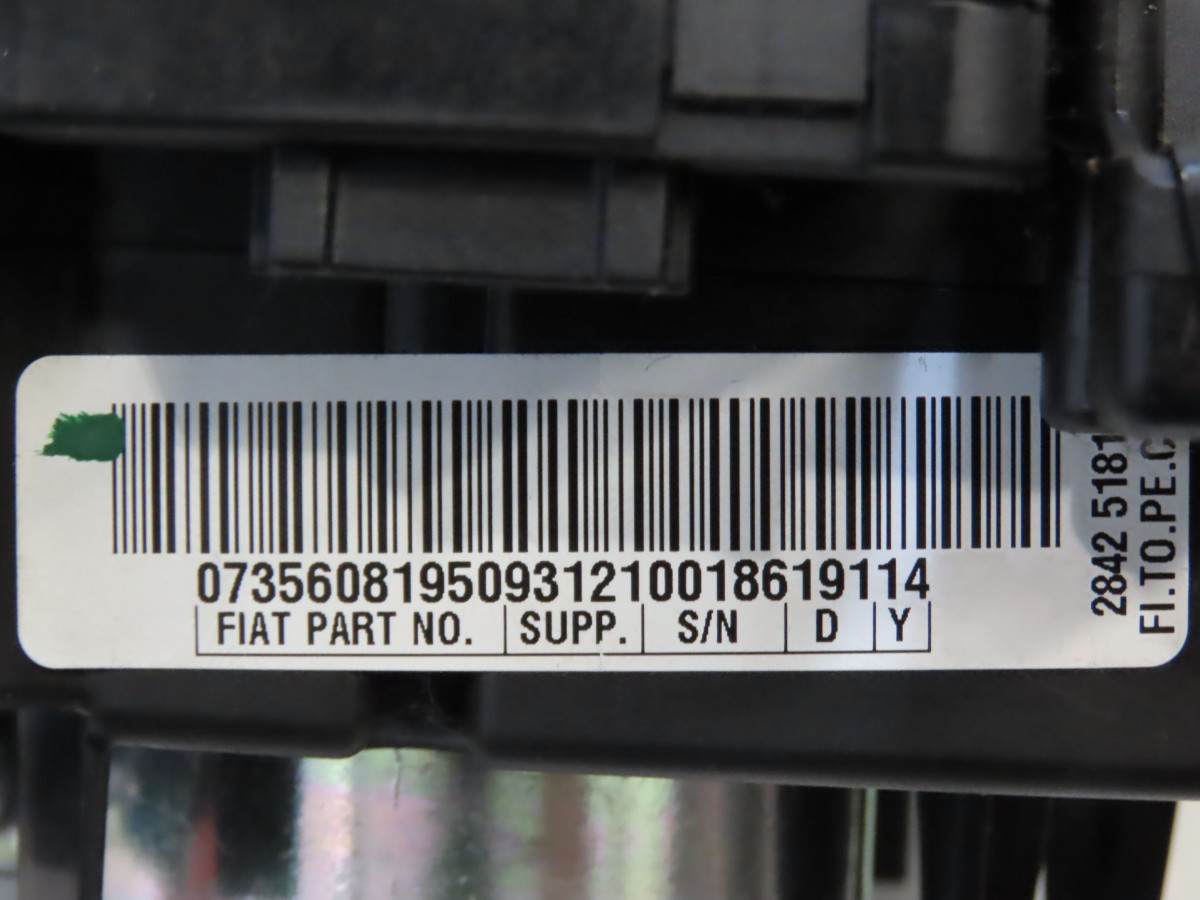 07356081950931210018619114
FIAT PART NO. SUPP. S/N D Y
2842 5181
FI.TO.PE.C